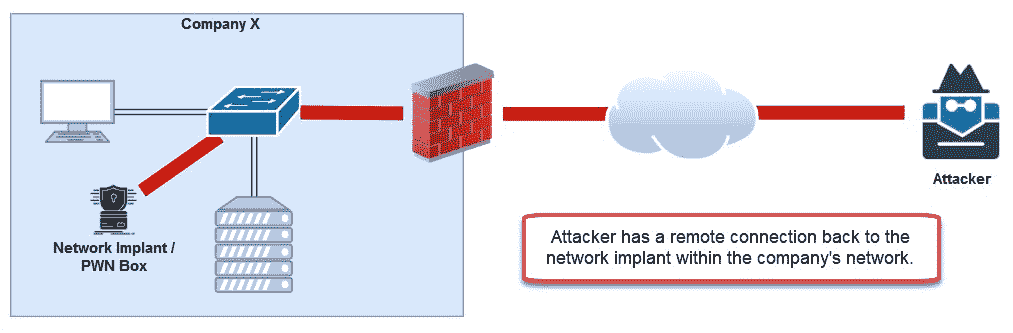 Company X
Network Implant /
PWN Box
Attacker
Attacker has a remote connection back to the
network implant within the company's network.